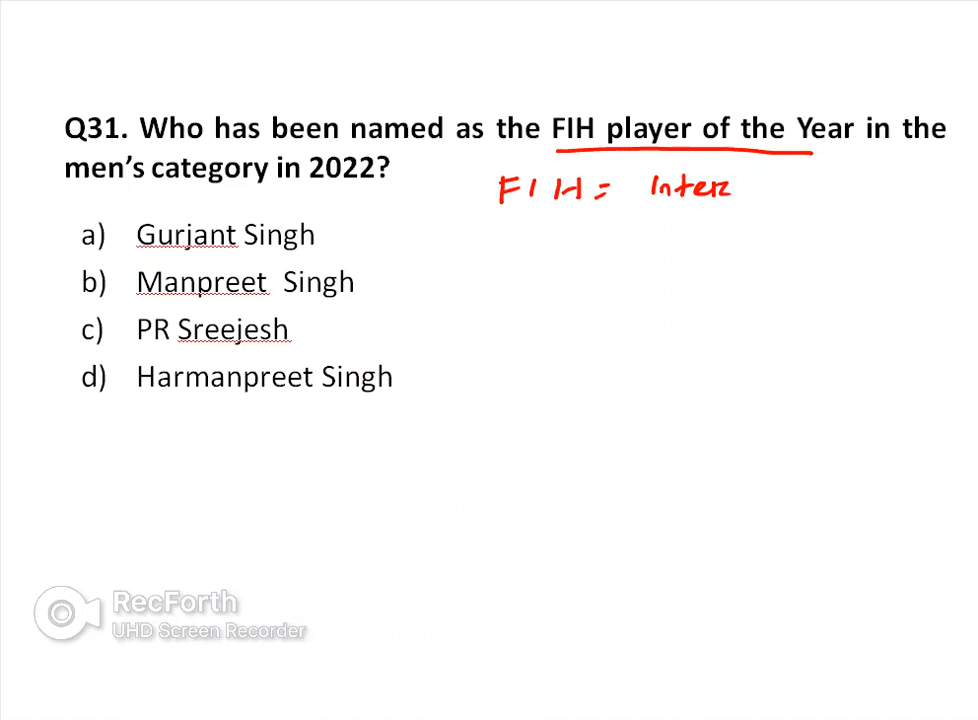 Q31. Who has been named as the FIH player of the Year in the
men's category in 2022?
FIH = Inter
a) Gurjant Singh
b) Manpreet Singh
c) PR Sreejesh
d) Harmanpreet Singh
RecForth
UHD Screen Recorder